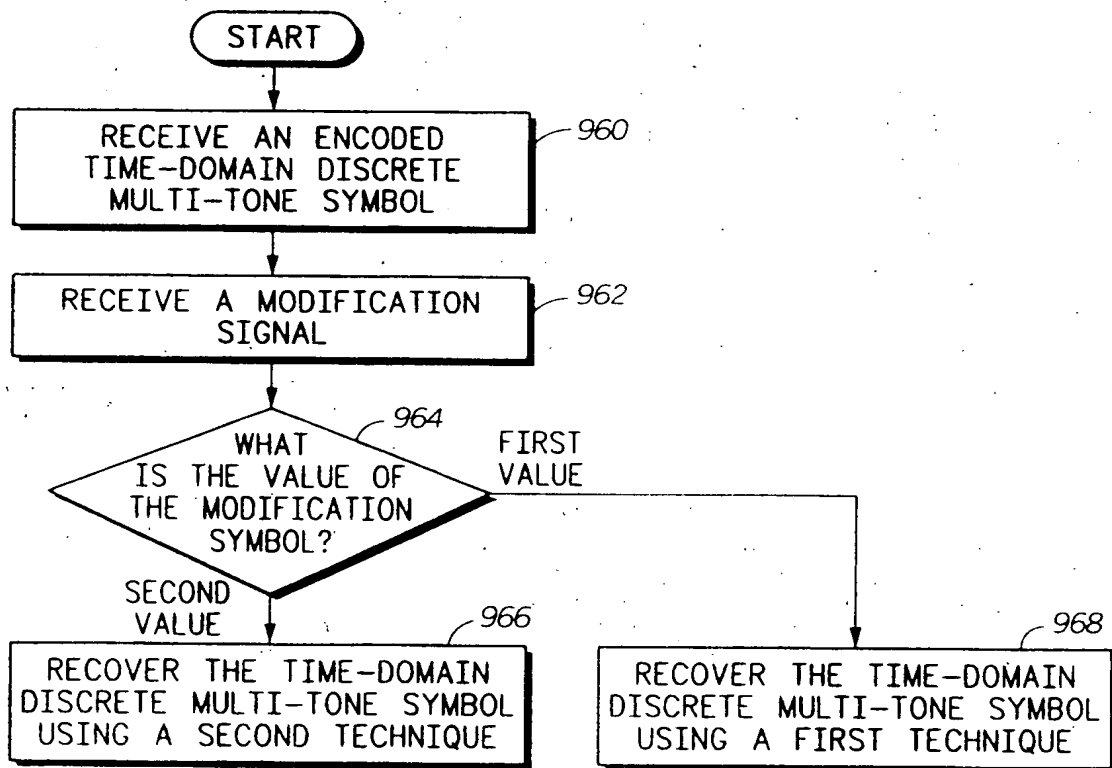 START
RECEIVE AN ENCODED
TIME-DOMAIN DISCRETE
MULTI-TONE SYMBOL
960
RECEIVE A MODIFICATION
SIGNAL
962
WHAT
IS THE VALUE OF
THE MODIFICATION
SYMBOL?
964
FIRST
VALUE
SECOND
VALUE
966
RECOVER THE TIME-DOMAIN
DISCRETE MULTI-TONE SYMBOL
USING A SECOND TECHNIQUE
968
RECOVER THE TIME-DOMAIN
DISCRETE MULTI-TONE SYMBOL
USING A FIRST TECHNIQUE